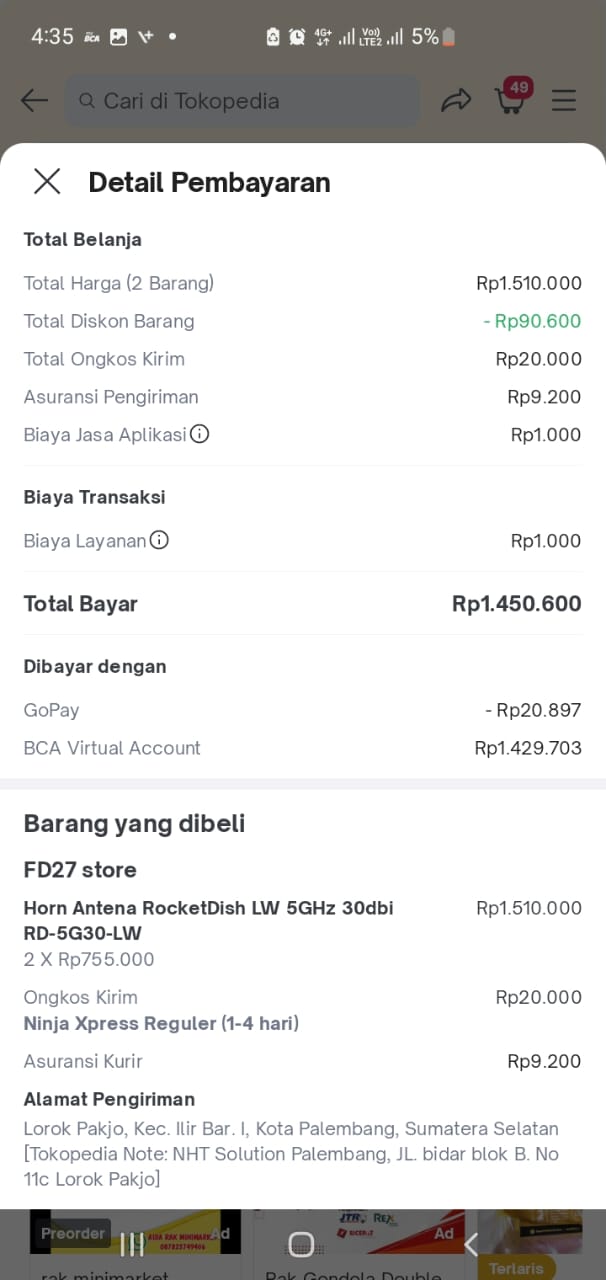 4:35
BCA
4G+
Vo))
LTE2
5%
Cari di Tokopedia
49
Detail Pembayaran
Total Belanja
Total Harga (2 Barang) Rp1.510.000
Total Diskon Barang - Rp90.600
Total Ongkos Kirim Rp20.000
Asuransi Pengiriman Rp9.200
Biaya Jasa Aplikasi Rp1.000
Biaya Transaksi
Biaya Layanan Rp1.000
Total Bayar Rp1.450.600
Dibayar dengan
GoPay - Rp20.897
BCA Virtual Account Rp1.429.703
Barang yang dibeli
FD27 store
Horn Antena RocketDish LW 5GHz 30dbi Rp1.510.000
RD-5G30-LW
2 X Rp755.000
Ongkos Kirim Rp20.000
Ninja Xpress Reguler (1-4 hari)
Asuransi Kurir Rp9.200
Alamat Pengiriman
Lorok Pakjo, Kec. Ilir Bar. I, Kota Palembang, Sumatera Selatan
[Tokopedia Note: NHT Solution Palembang, JL. bidar blok B. No
11c Lorok Pakjo]
Preorder
Ad
Ad
Terlaris
rak minimarket
Rak Gondola Double